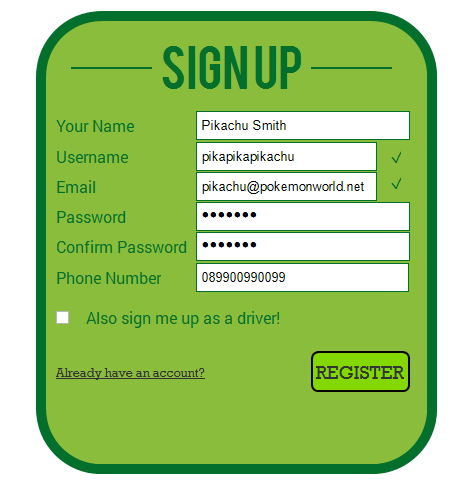 SIGN UP
Your Name Pikachu Smith
Username pikapikapikachu ✓
Email pikachu@pokemonworld.net ✓
Password •••••••
Confirm Password •••••••
Phone Number 089900990099
Also sign me up as a driver!
Already have an account? REGISTER